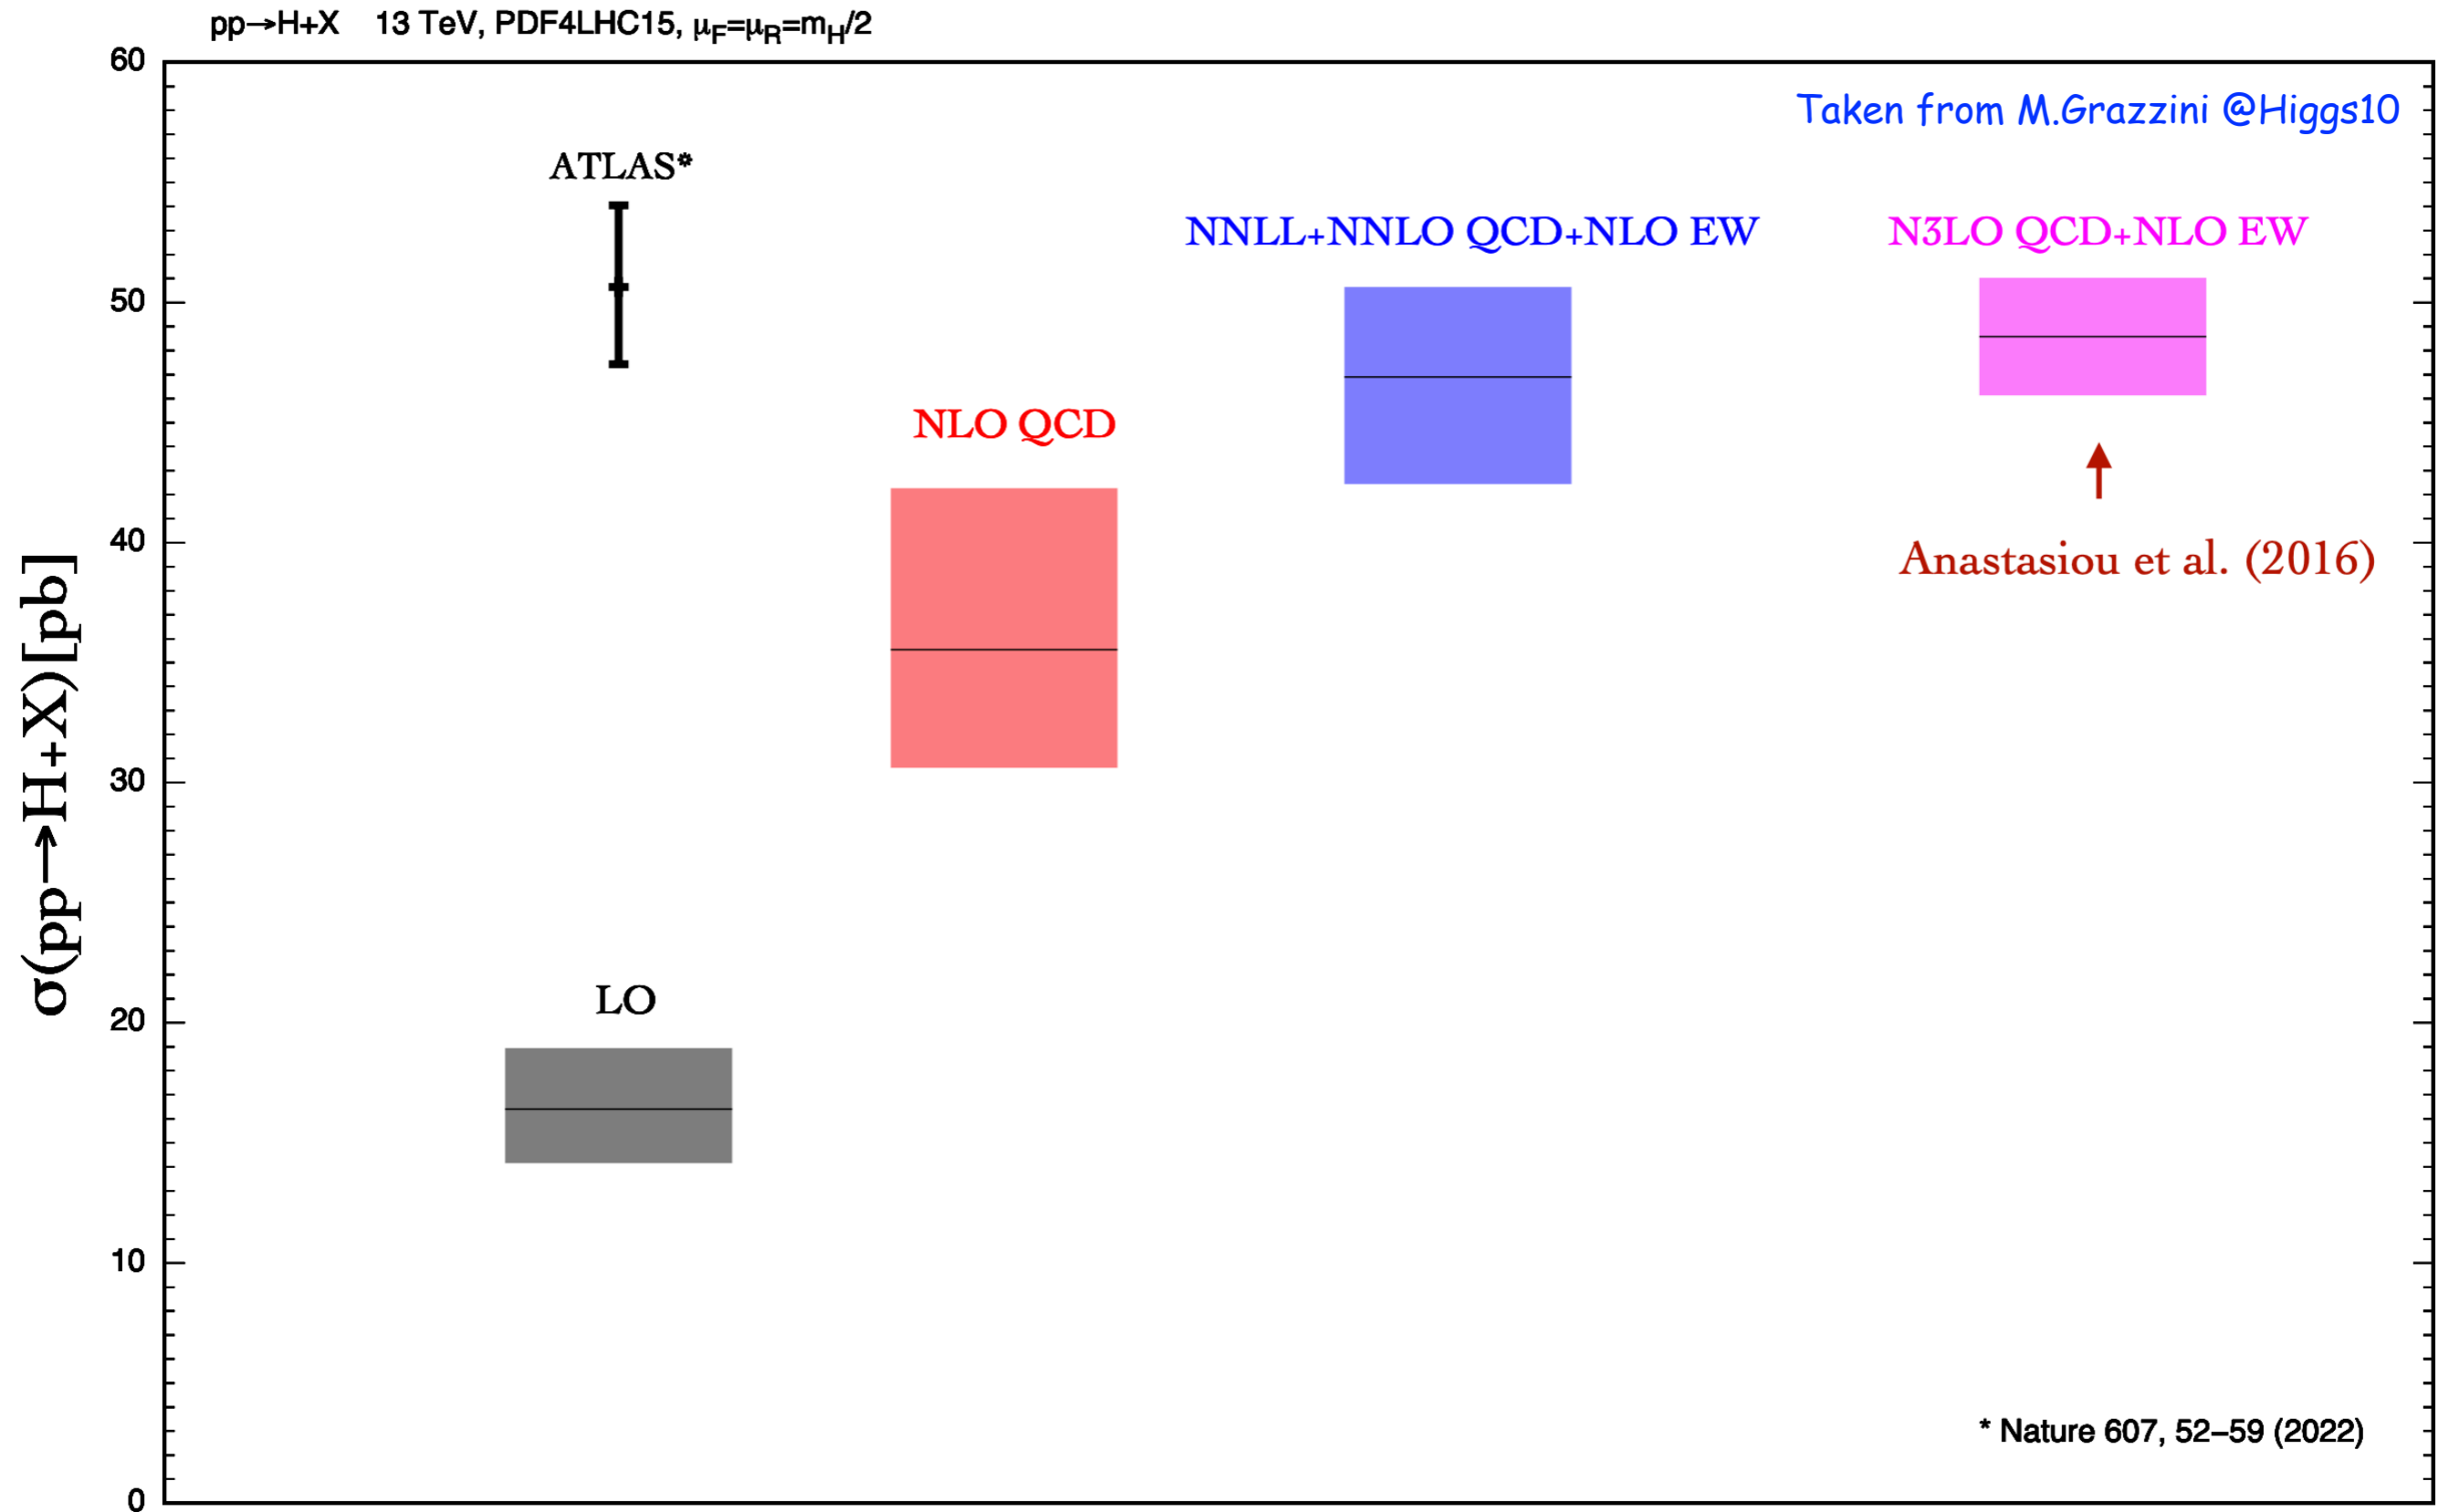 pp→H+X 13 TeV, PDF4LHC15, μF=μR=mH/2
60
Taken from M.Grazzini @Higgs10
ATLAS*
NNLL+NNLO QCD+NLO EW
N3LO QCD+NLO EW
50
NLO QCD
40
Anastasiou et al. (2016)
σ(pp→H+X)[pb]
30
LO
20
10
* Nature 607, 52–59 (2022)
0